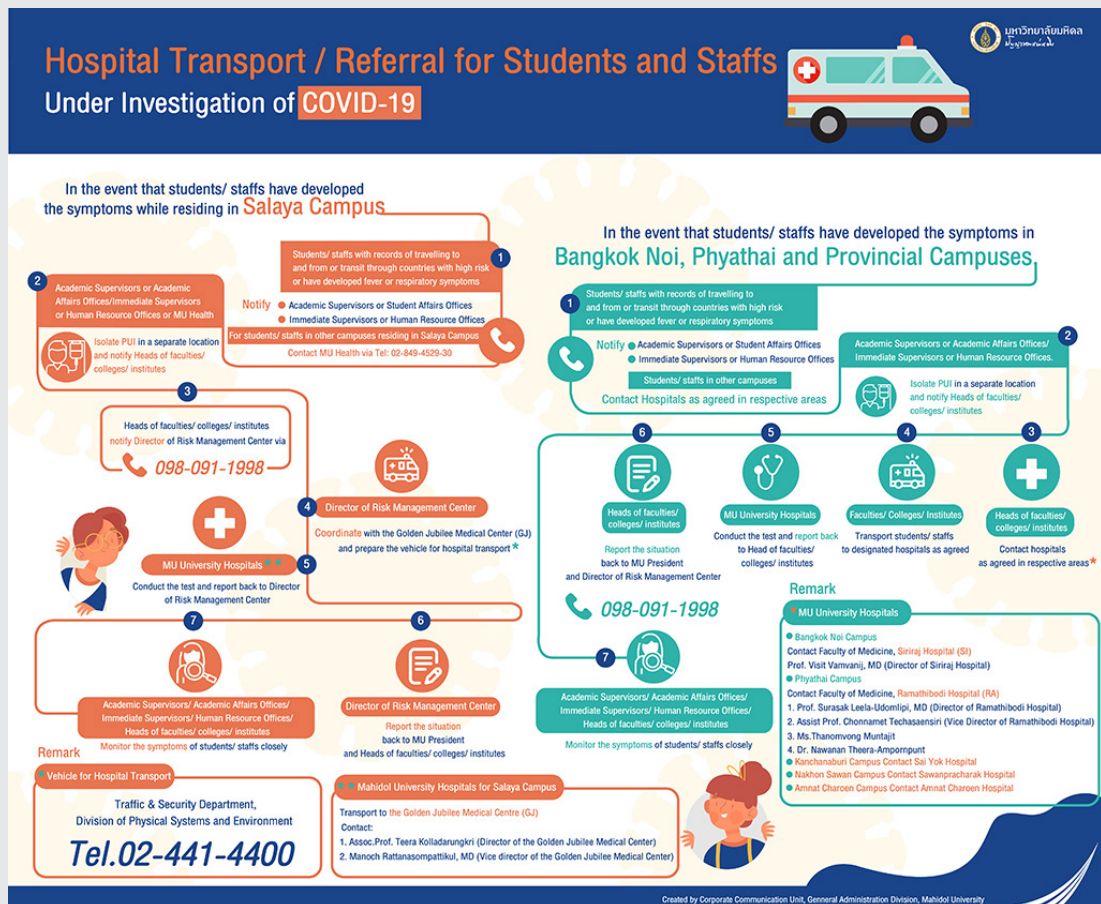 มหาวิทยาลัยมหิดล
Hospital Transport / Referral for Students and Staffs
Under Investigation of COVID-19
In the event that students/ staffs have developed
the symptoms while residing in Salaya Campus
1
Students/ staffs with records of travelling to
and from or transit through countries with high risk
or have developed fever or respiratory symptoms
Notify
Academic Supervisors or Student Affairs Offices
Immediate Supervisors or Human Resource Offices
For students/ staffs in other campuses residing in Salaya Campus
Contact MU Health via Tel: 02-849-4529-30
2
Academic Supervisors or Academic
Affairs Offices/Immediate Supervisors
or Human Resource Offices or MU Health
Isolate PUI in a separate location
and notify Heads of faculties/
colleges/ institutes
3
Heads of faculties/ colleges/ institutes
notify Director of Risk Management Center via
098-091-1998
4
Director of Risk Management Center
Coordinate with the Golden Jubilee Medical Center (GJ)
and prepare the vehicle for hospital transport *
MU University Hospitals * *
5
Conduct the test and report back to Director
of Risk Management Center
6
Director of Risk Management Center
Report the situation
back to MU President
and Heads of faculties/ colleges/ institutes
7
Academic Supervisors/ Academic Affairs Offices/
Immediate Supervisors/ Human Resource Offices/
Heads of faculties/ colleges/ institutes
Monitor the symptoms of students/ staffs closely
Remark
* Vehicle for Hospital Transport
Traffic & Security Department,
Division of Physical Systems and Environment
Tel.02-441-4400
* * Mahidol University Hospitals for Salaya Campus
Transport to the Golden Jubilee Medical Centre (GJ)
Contact:
1. Assoc.Prof. Teera Kolladarungkri (Director of the Golden Jubilee Medical Center)
2. Manoch Rattanasompattikul, MD (Vice director of the Golden Jubilee Medical Center)
In the event that students/ staffs have developed the symptoms in
Bangkok Noi, Phyathai and Provincial Campuses
1
Students/ staffs with records of travelling to
and from or transit through countries with high risk
or have developed fever or respiratory symptoms
Notify
Academic Supervisors or Student Affairs Offices
Immediate Supervisors or Human Resource Offices
Students/ staffs in other campuses
Contact Hospitals as agreed in respective areas
2
Academic Supervisors or Academic Affairs Offices/
Immediate Supervisors or Human Resource Offices.
Isolate PUI in a separate location
and notify Heads of faculties/
colleges/ institutes
3
Heads of faculties/
colleges/ institutes
Contact hospitals
as agreed in respective areas*
4
Faculties/ Colleges/ Institutes
Transport students/ staffs
to designated hospitals as agreed
5
MU University Hospitals
Conduct the test and report back
to Head of faculties/
colleges/ institutes
6
Heads of faculties/
colleges/ institutes
Report the situation
back to MU President
and Director of Risk Management Center
098-091-1998
7
Academic Supervisors/ Academic Affairs Offices/
Immediate Supervisors/ Human Resource Offices/
Heads of faculties/ colleges/ institutes
Monitor the symptoms of students/ staffs closely
Remark
*MU University Hospitals
Bangkok Noi Campus
Contact Faculty of Medicine, Siriraj Hospital (SI)
Prof. Visit Vamvanij, MD (Director of Siriraj Hospital)
Phyathai Campus
Contact Faculty of Medicine, Ramathibodi Hospital (RA)
1. Prof. Surasak Leela-Udomlipi, MD (Director of Ramathibodi Hospital)
2. Assist Prof. Chonnamet Techasaensiri (Vice Director of Ramathibodi Hospital)
3. Ms.Thanomvong Muntajit
4. Dr. Nawanan Theera-Ampornpunt
Kanchanaburi Campus Contact Sai Yok Hospital
Nakhon Sawan Campus Contact Sawanpracharak Hospital
Amnat Charoen Campus Contact Amnat Charoen Hospital
Created by Corporate Communication Unit, Genneral Administration Division, Mahidol University